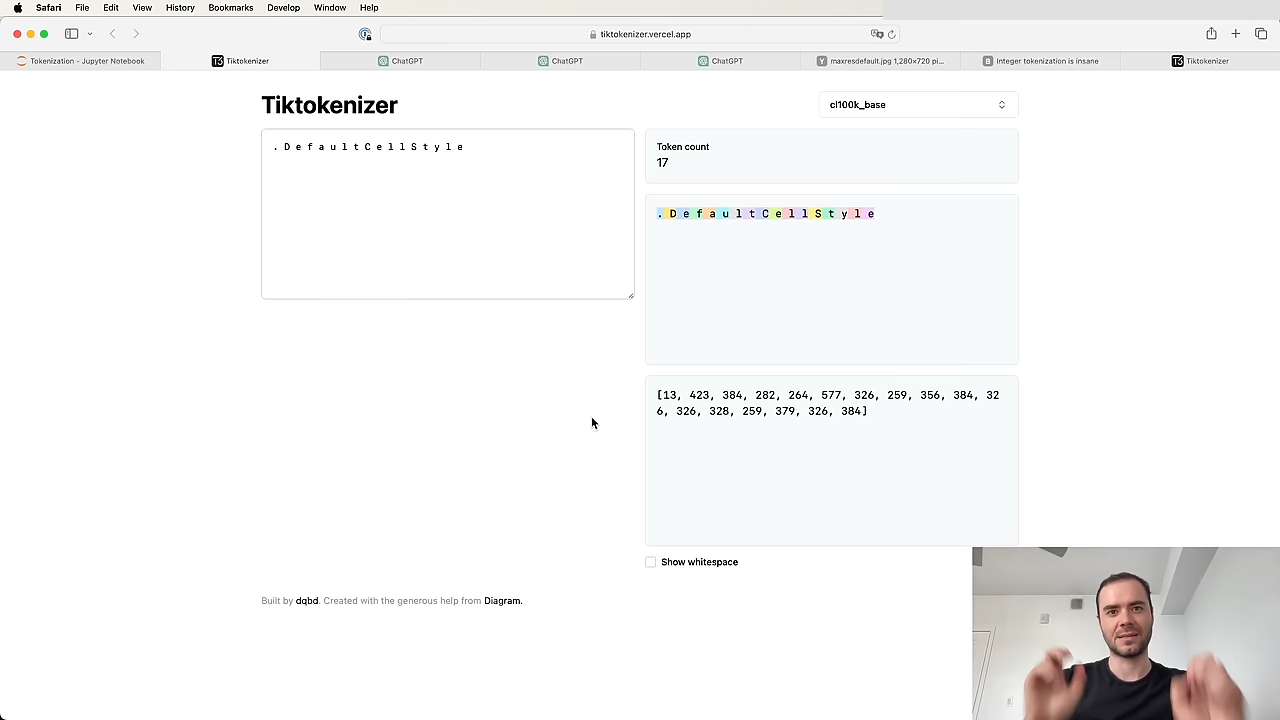 Safari File Edit View History Bookmarks Develop Window Help
tiktokenizer.vercel.app
Tokenization - Jupyter Notebook
Tiktokenizer
ChatGPT
ChatGPT
ChatGPT
maxresdefault.jpg 1,280×720 pi...
Integer tokenization is insane
Tiktokenizer
Tiktokenizer
cl100k_base
. D e f a u l t C e l l S t y l e
Token count
17
. D e f a u l t C e l l S t y l e
[13, 423, 384, 282, 264, 577, 326, 259, 356, 384, 32
6, 326, 328, 259, 379, 326, 384]
Show whitespace
Built by dqbd. Created with the generous help from Diagram.